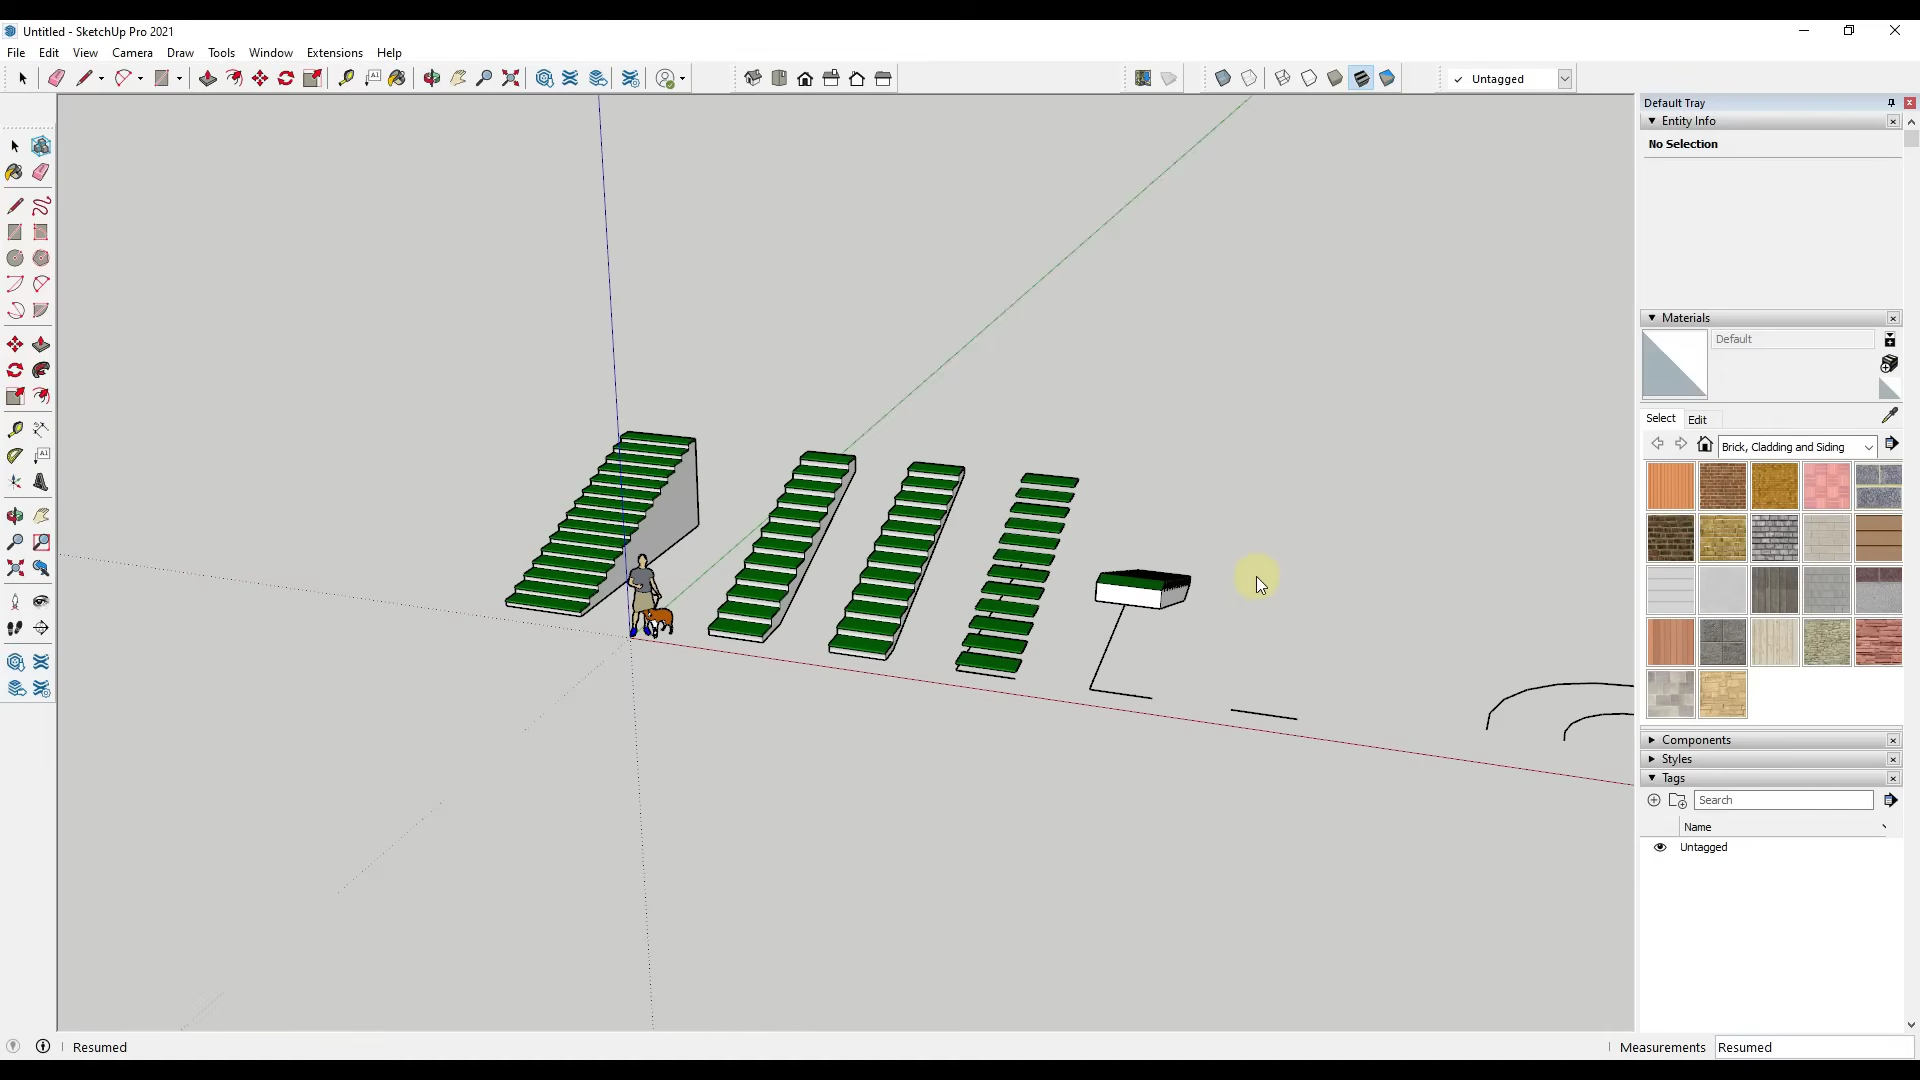 Untitled - SketchUp Pro 2021
File Edit View Camera Draw Tools Window Extensions Help
Untagged
Default Tray
Entity Info
No Selection
Materials
Default
Select Edit
Brick, Cladding and Siding
Components
Styles
Tags
Search
Name
Untagged
Resumed
Measurements Resumed